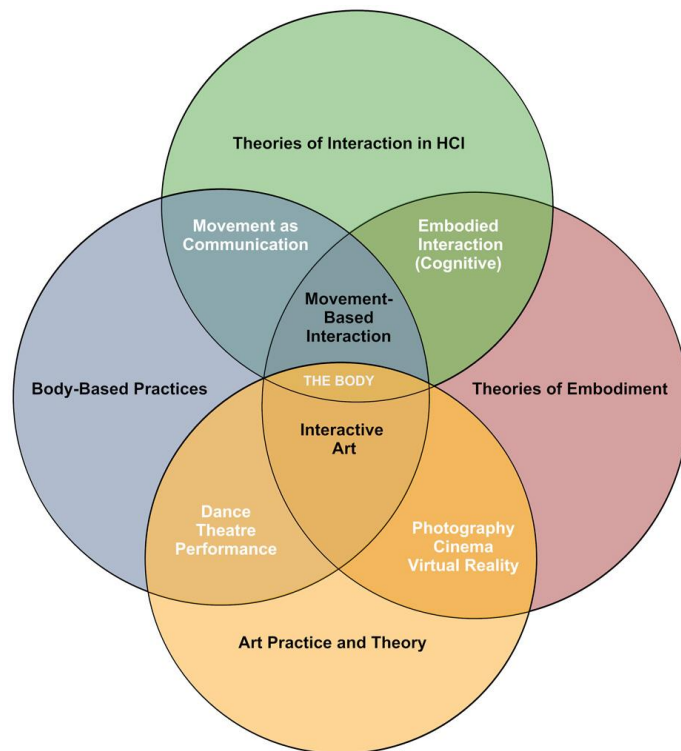 Theories of Interaction in HCI
Movement as
Communication
Embodied
Interaction
(Cognitive)
Movement-
Based
Interaction
Body-Based Practices
THE BODY
Theories of Embodiment
Interactive
Art
Dance
Theatre
Performance
Photography
Cinema
Virtual Reality
Art Practice and Theory